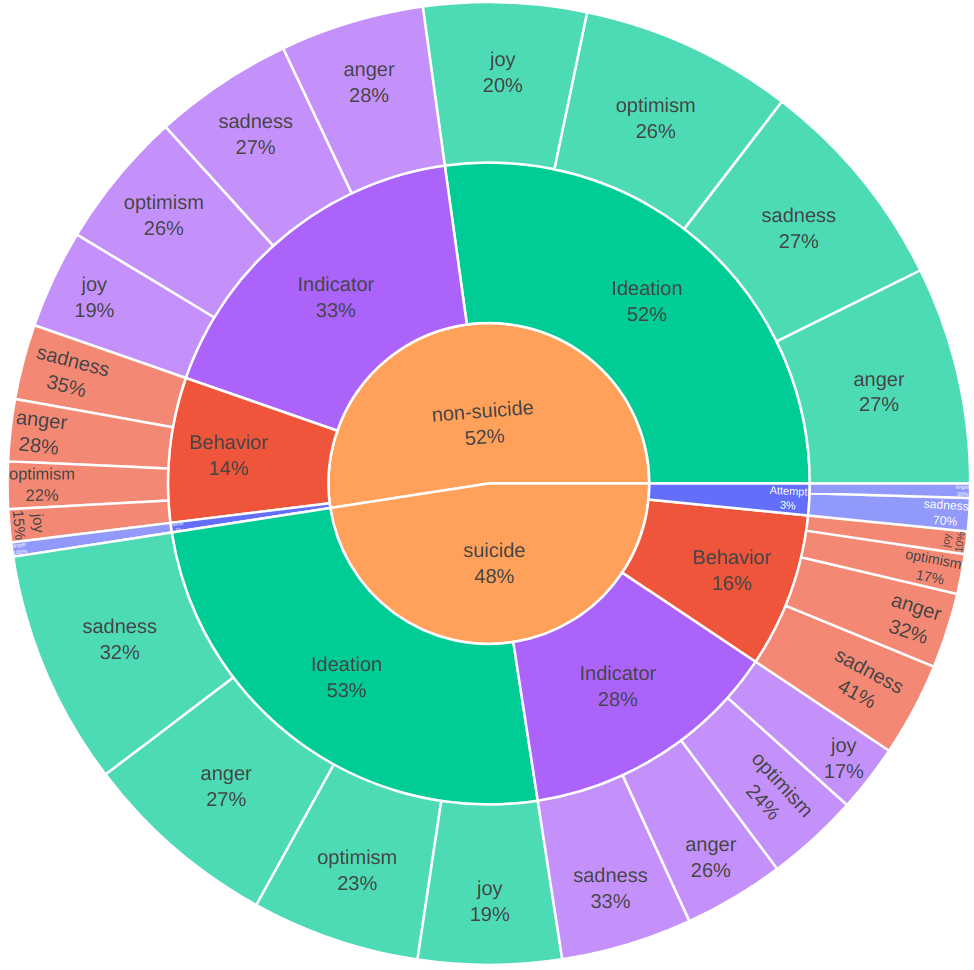 joy
20%
optimism
26%
sadness
27%
anger
27%
anger
28%
sadness
27%
optimism
26%
joy
19%
Ideation
52%
Indicator
33%
sadness
35%
anger
28%
optimism
22%
joy
15%
Behavior
14%
non-suicide
52%
suicide
48%
Attempt
3%
anger
30%
sadness
70%
Behavior
16%
joy
10%
optimism
17%
anger
32%
sadness
41%
Indicator
28%
joy
17%
optimism
24%
anger
26%
sadness
33%
Ideation
53%
sadness
32%
anger
27%
optimism
23%
joy
19%